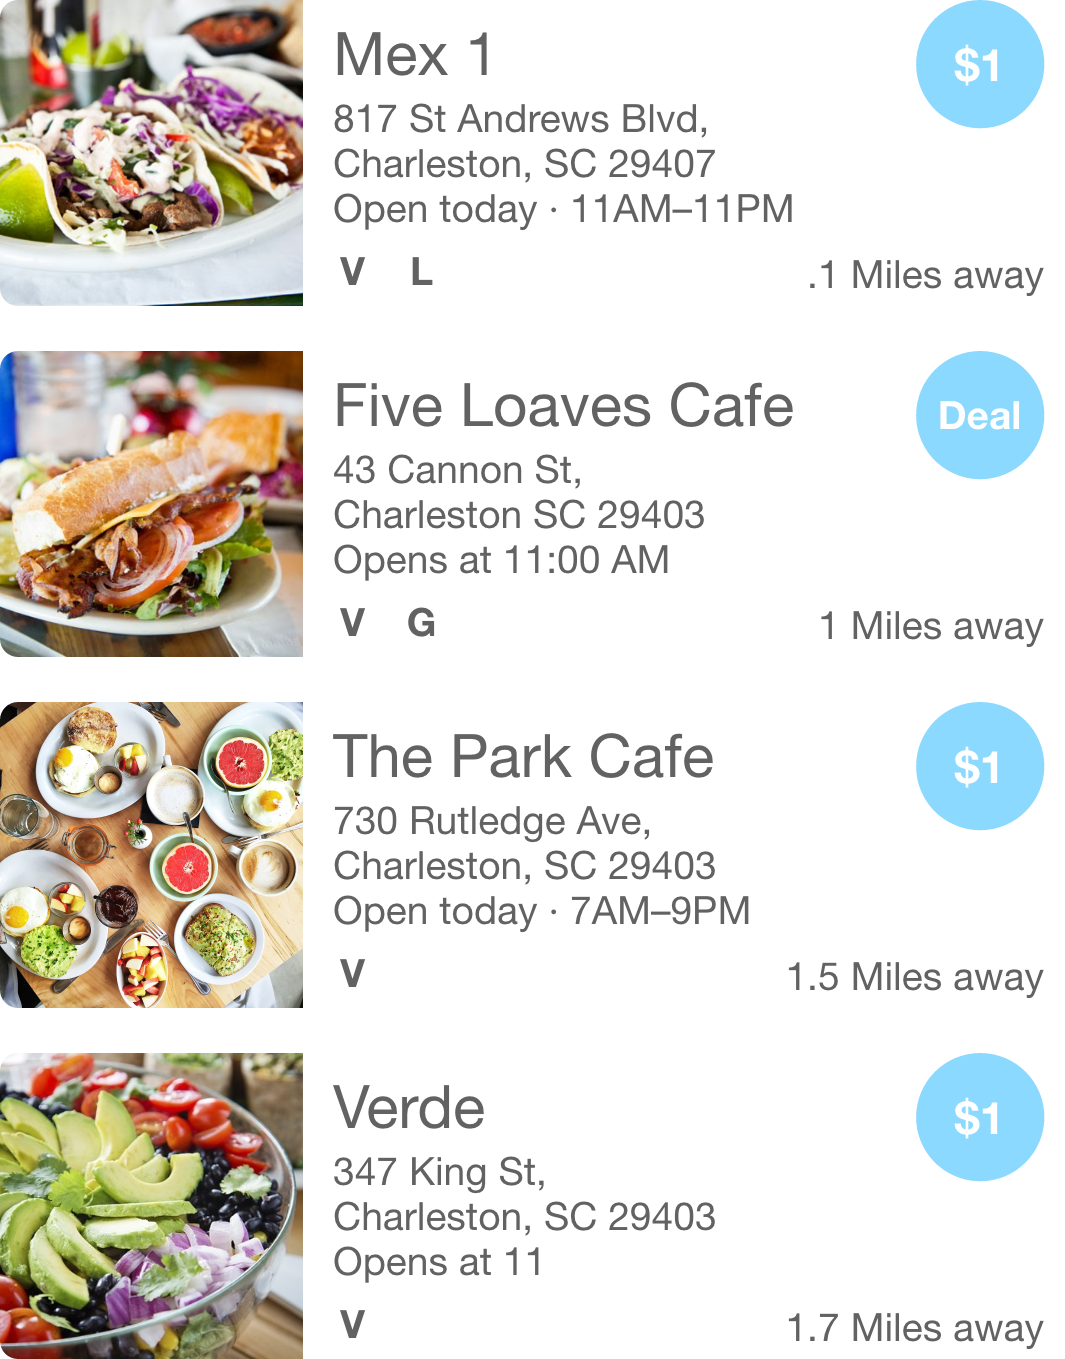 Mex 1
$1
817 St Andrews Blvd,
Charleston, SC 29407
Open today · 11AM–11PM
V L
.1 Miles away
Five Loaves Cafe
Deal
43 Cannon St,
Charleston SC 29403
Opens at 11:00 AM
V G
1 Miles away
The Park Cafe
$1
730 Rutledge Ave,
Charleston, SC 29403
Open today · 7AM–9PM
V
1.5 Miles away
Verde
$1
347 King St,
Charleston, SC 29403
Opens at 11
V
1.7 Miles away